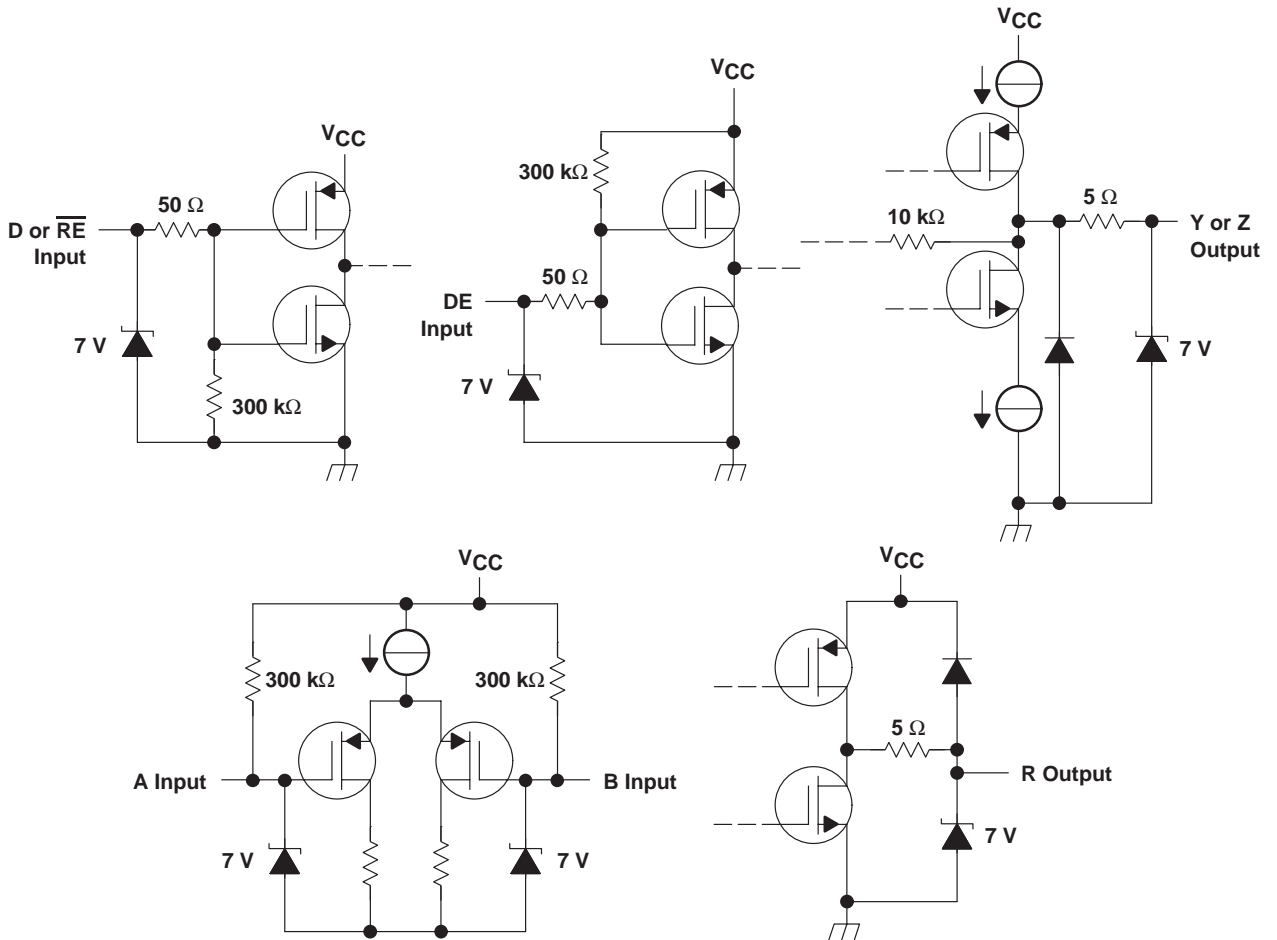 VCC
D or RE
Input
50 Ω
7 V
300 kΩ
VCC
300 kΩ
50 Ω
DE
Input
7 V
VCC
10 kΩ
5 Ω
Y or Z
Output
7 V
VCC
300 kΩ
300 kΩ
A Input
B Input
7 V
7 V
VCC
5 Ω
R Output
7 V